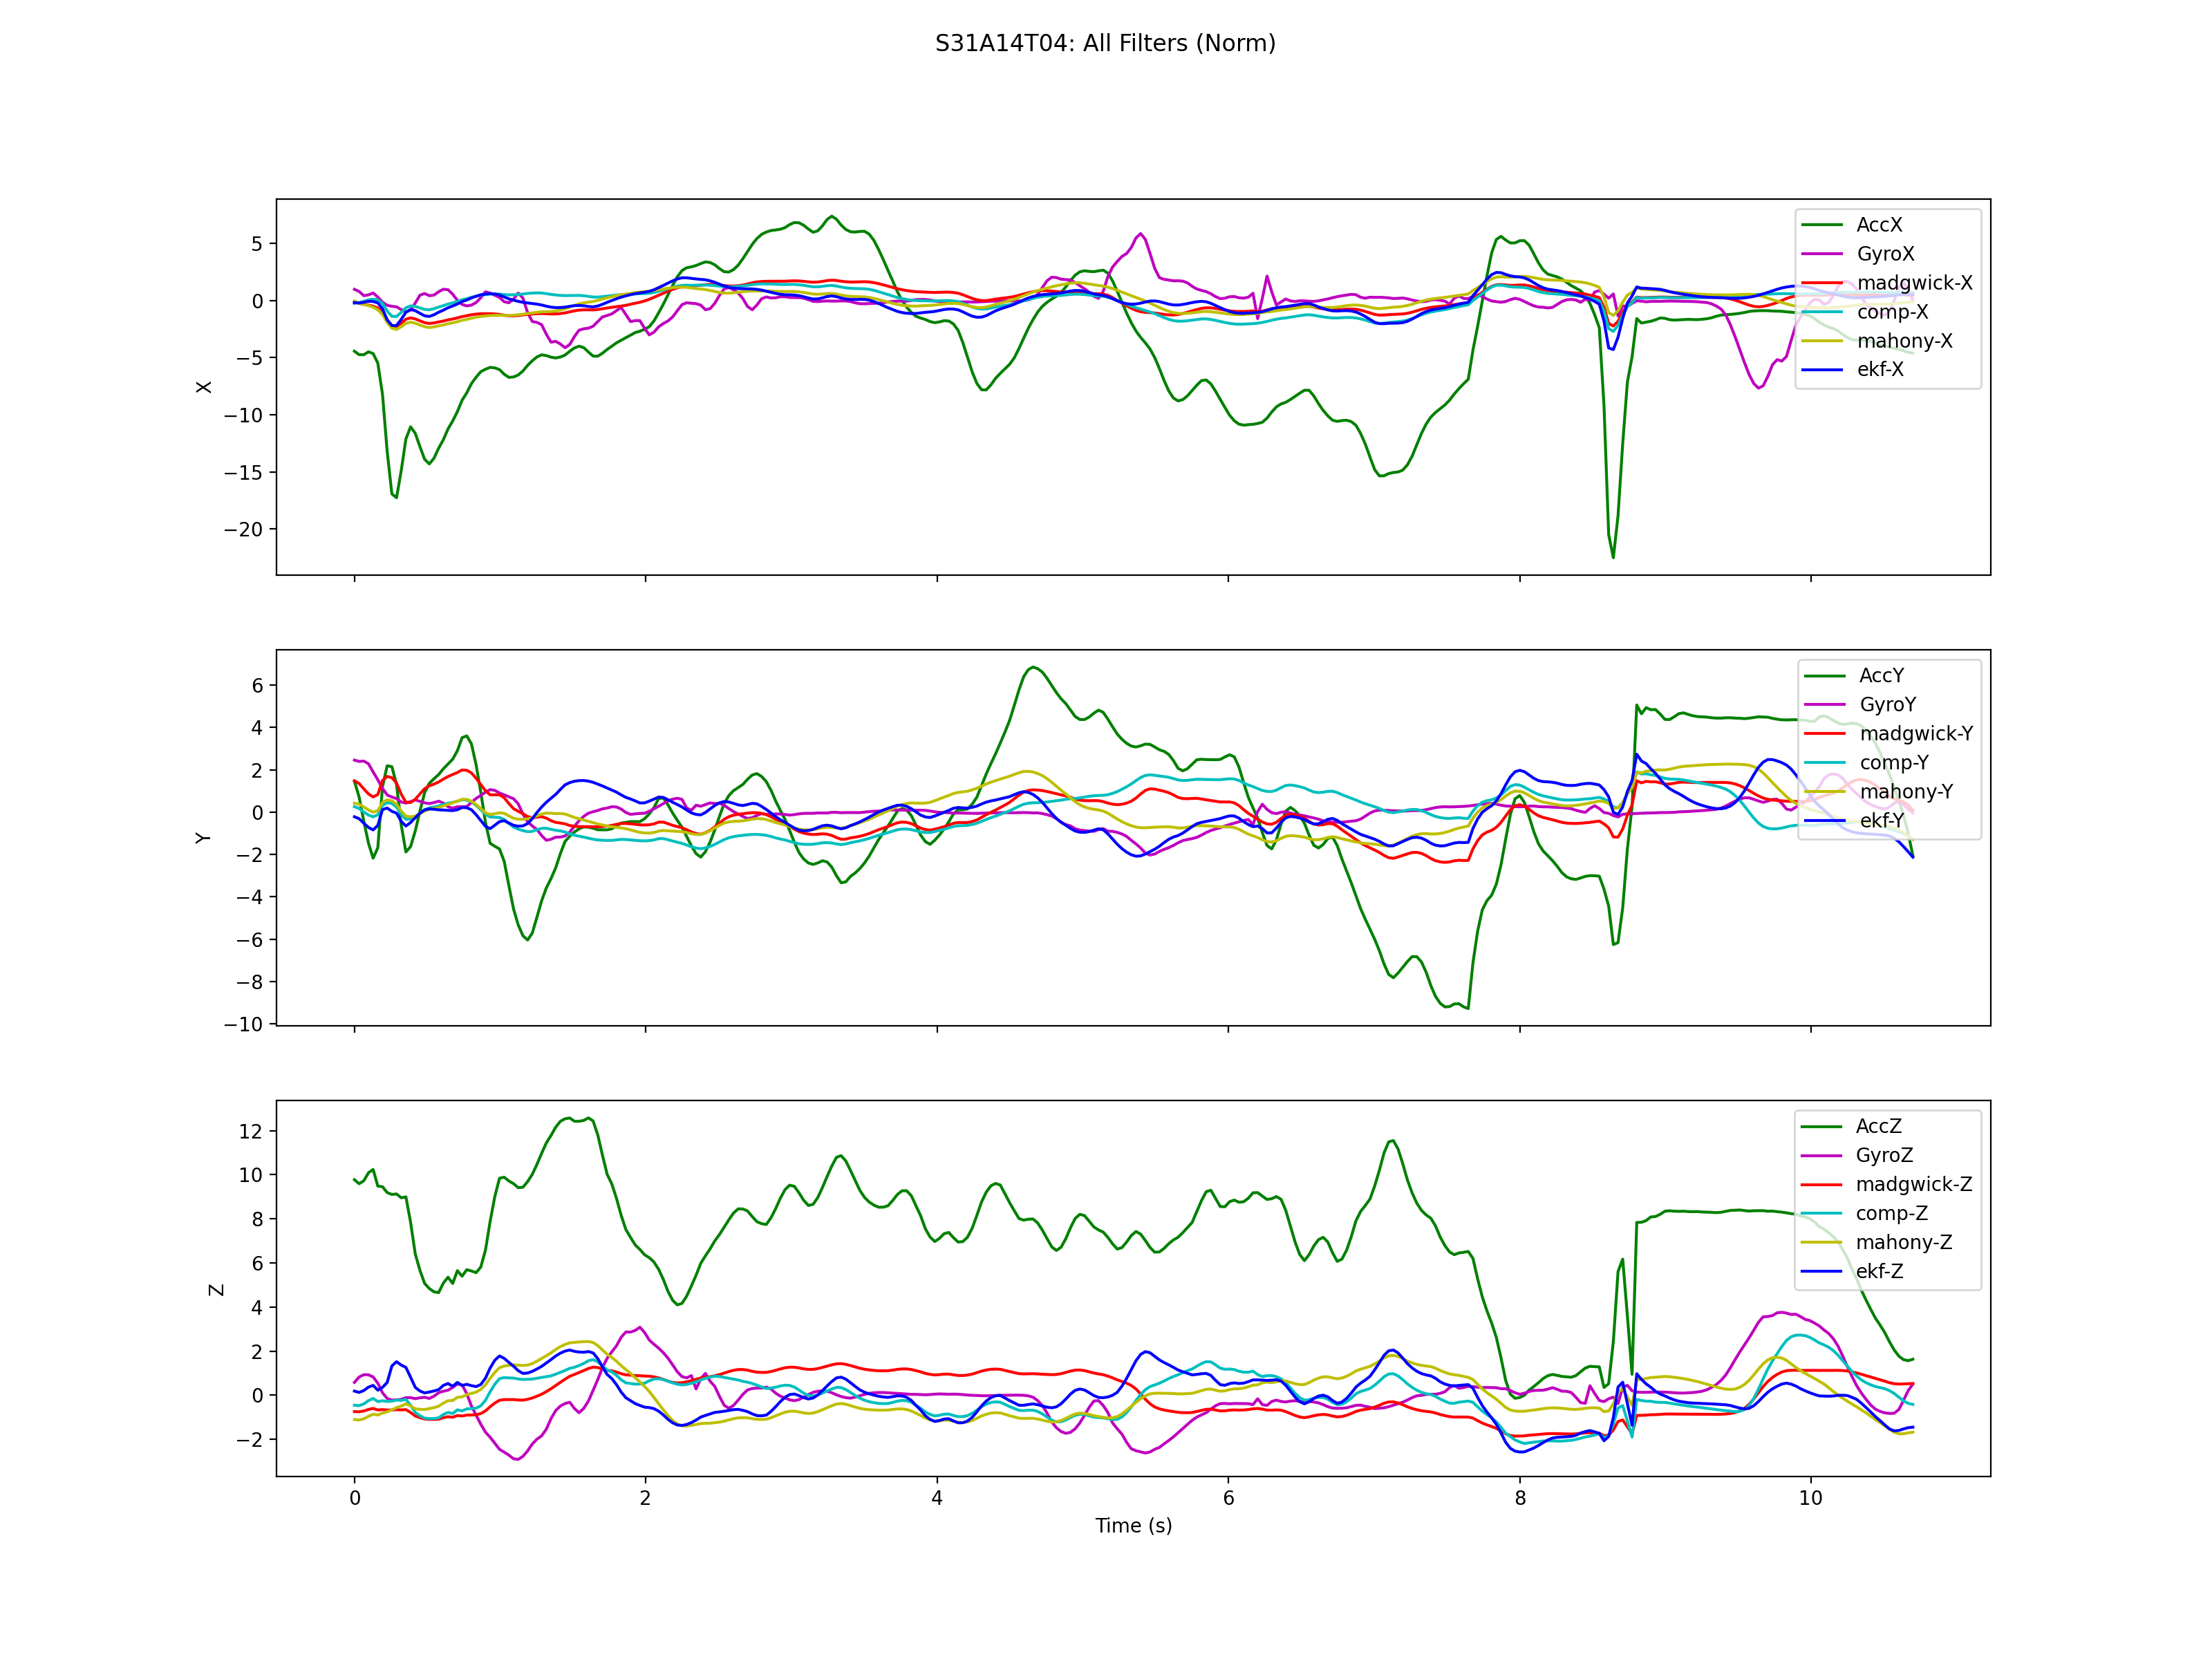 S31A14T04: All Filters (Norm)
X
5
0
−5
−10
−15
−20
AccX
GyroX
madgwick-X
comp-X
mahony-X
ekf-X
Y
6
4
2
0
−2
−4
−6
−8
−10
AccY
GyroY
madgwick-Y
comp-Y
mahony-Y
ekf-Y
Z
12
10
8
6
4
2
0
−2
AccZ
GyroZ
madgwick-Z
comp-Z
mahony-Z
ekf-Z
0 2 4 6 8 10
Time (s)